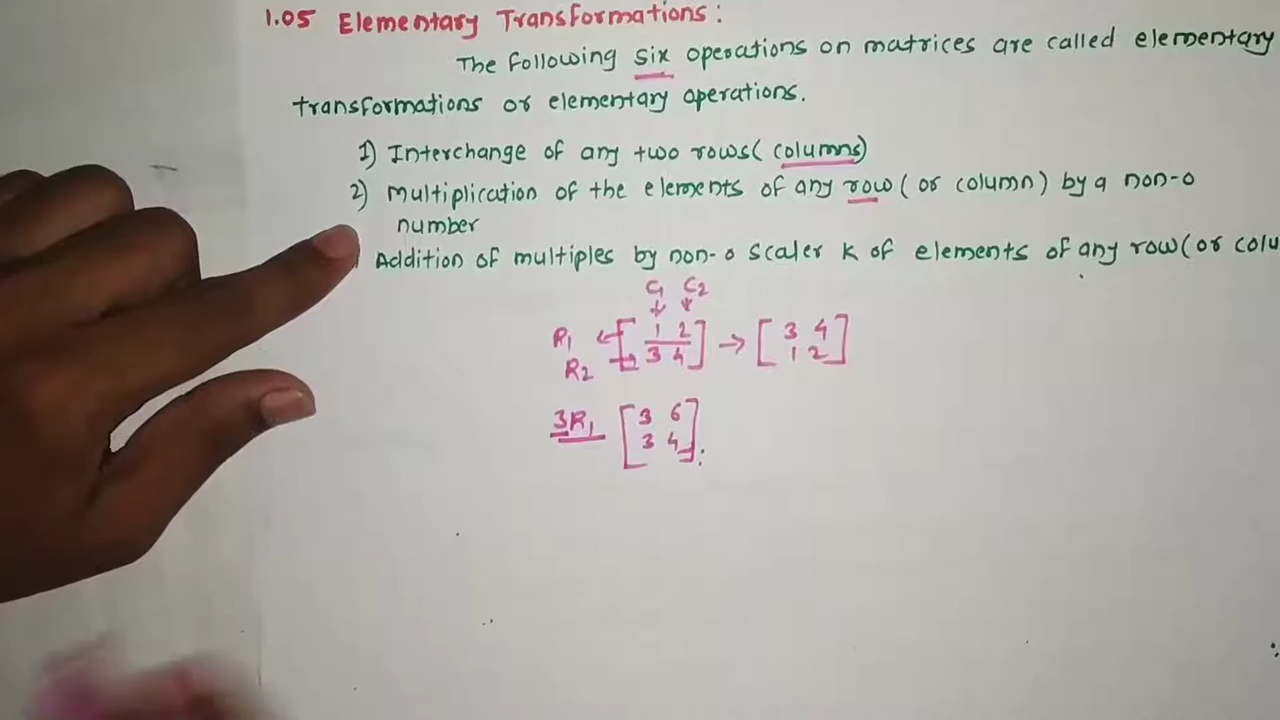 1.05 Elementary Transformations:
The following six operations on matrices are called elementary
transformations or elementary operations.
1) Interchange of any two rows( columns)
2) Multiplication of the elements of any row ( or column ) by a non-0
number
Addition of multiples by non-0 scaler k of elements of any row(or colu
C1 C2
R1 [ 1 2 ] → [ 3 4 ]
R2 [ 3 4 ] [ 1 2 ]
3R1 [ 3 6 ]
[ 3 4 ]